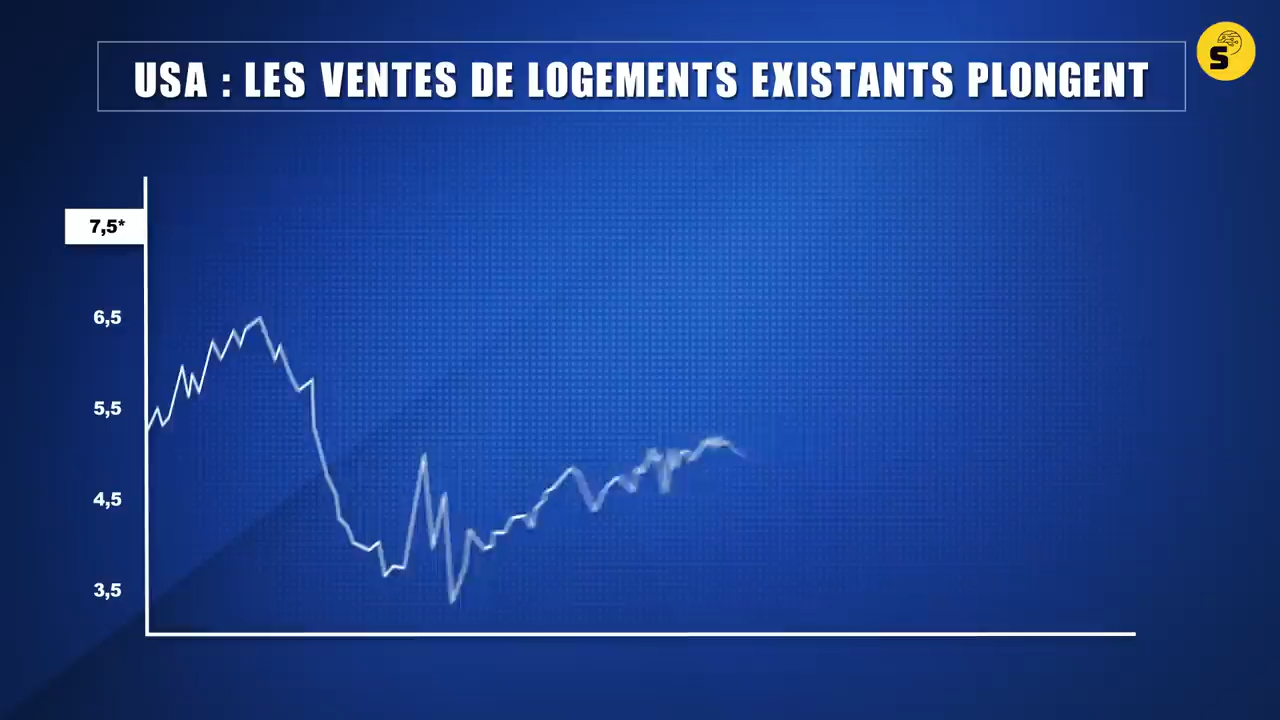 USA : LES VENTES DE LOGEMENTS EXISTANTS PLONGENT
S
7,5*
6,5
5,5
4,5
3,5